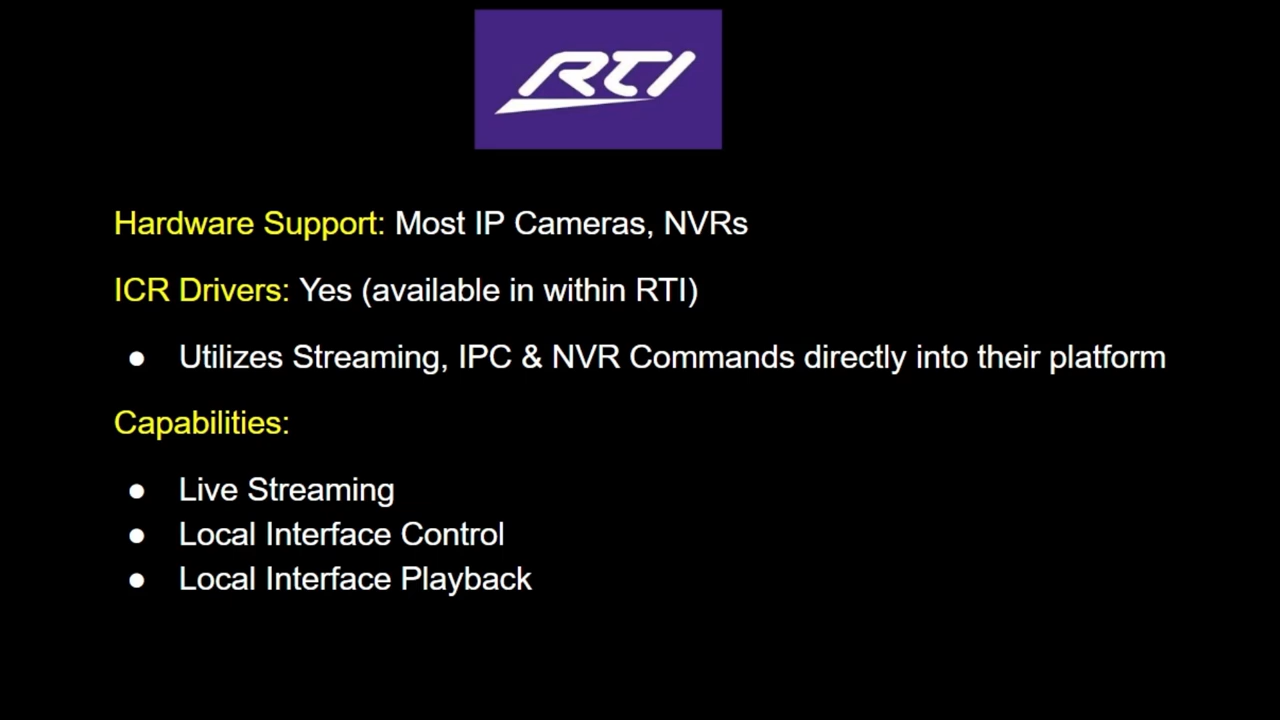 RTI
Hardware Support: Most IP Cameras, NVRs
ICR Drivers: Yes (available in within RTI)
● Utilizes Streaming, IPC & NVR Commands directly into their platform
Capabilities:
● Live Streaming
● Local Interface Control
● Local Interface Playback